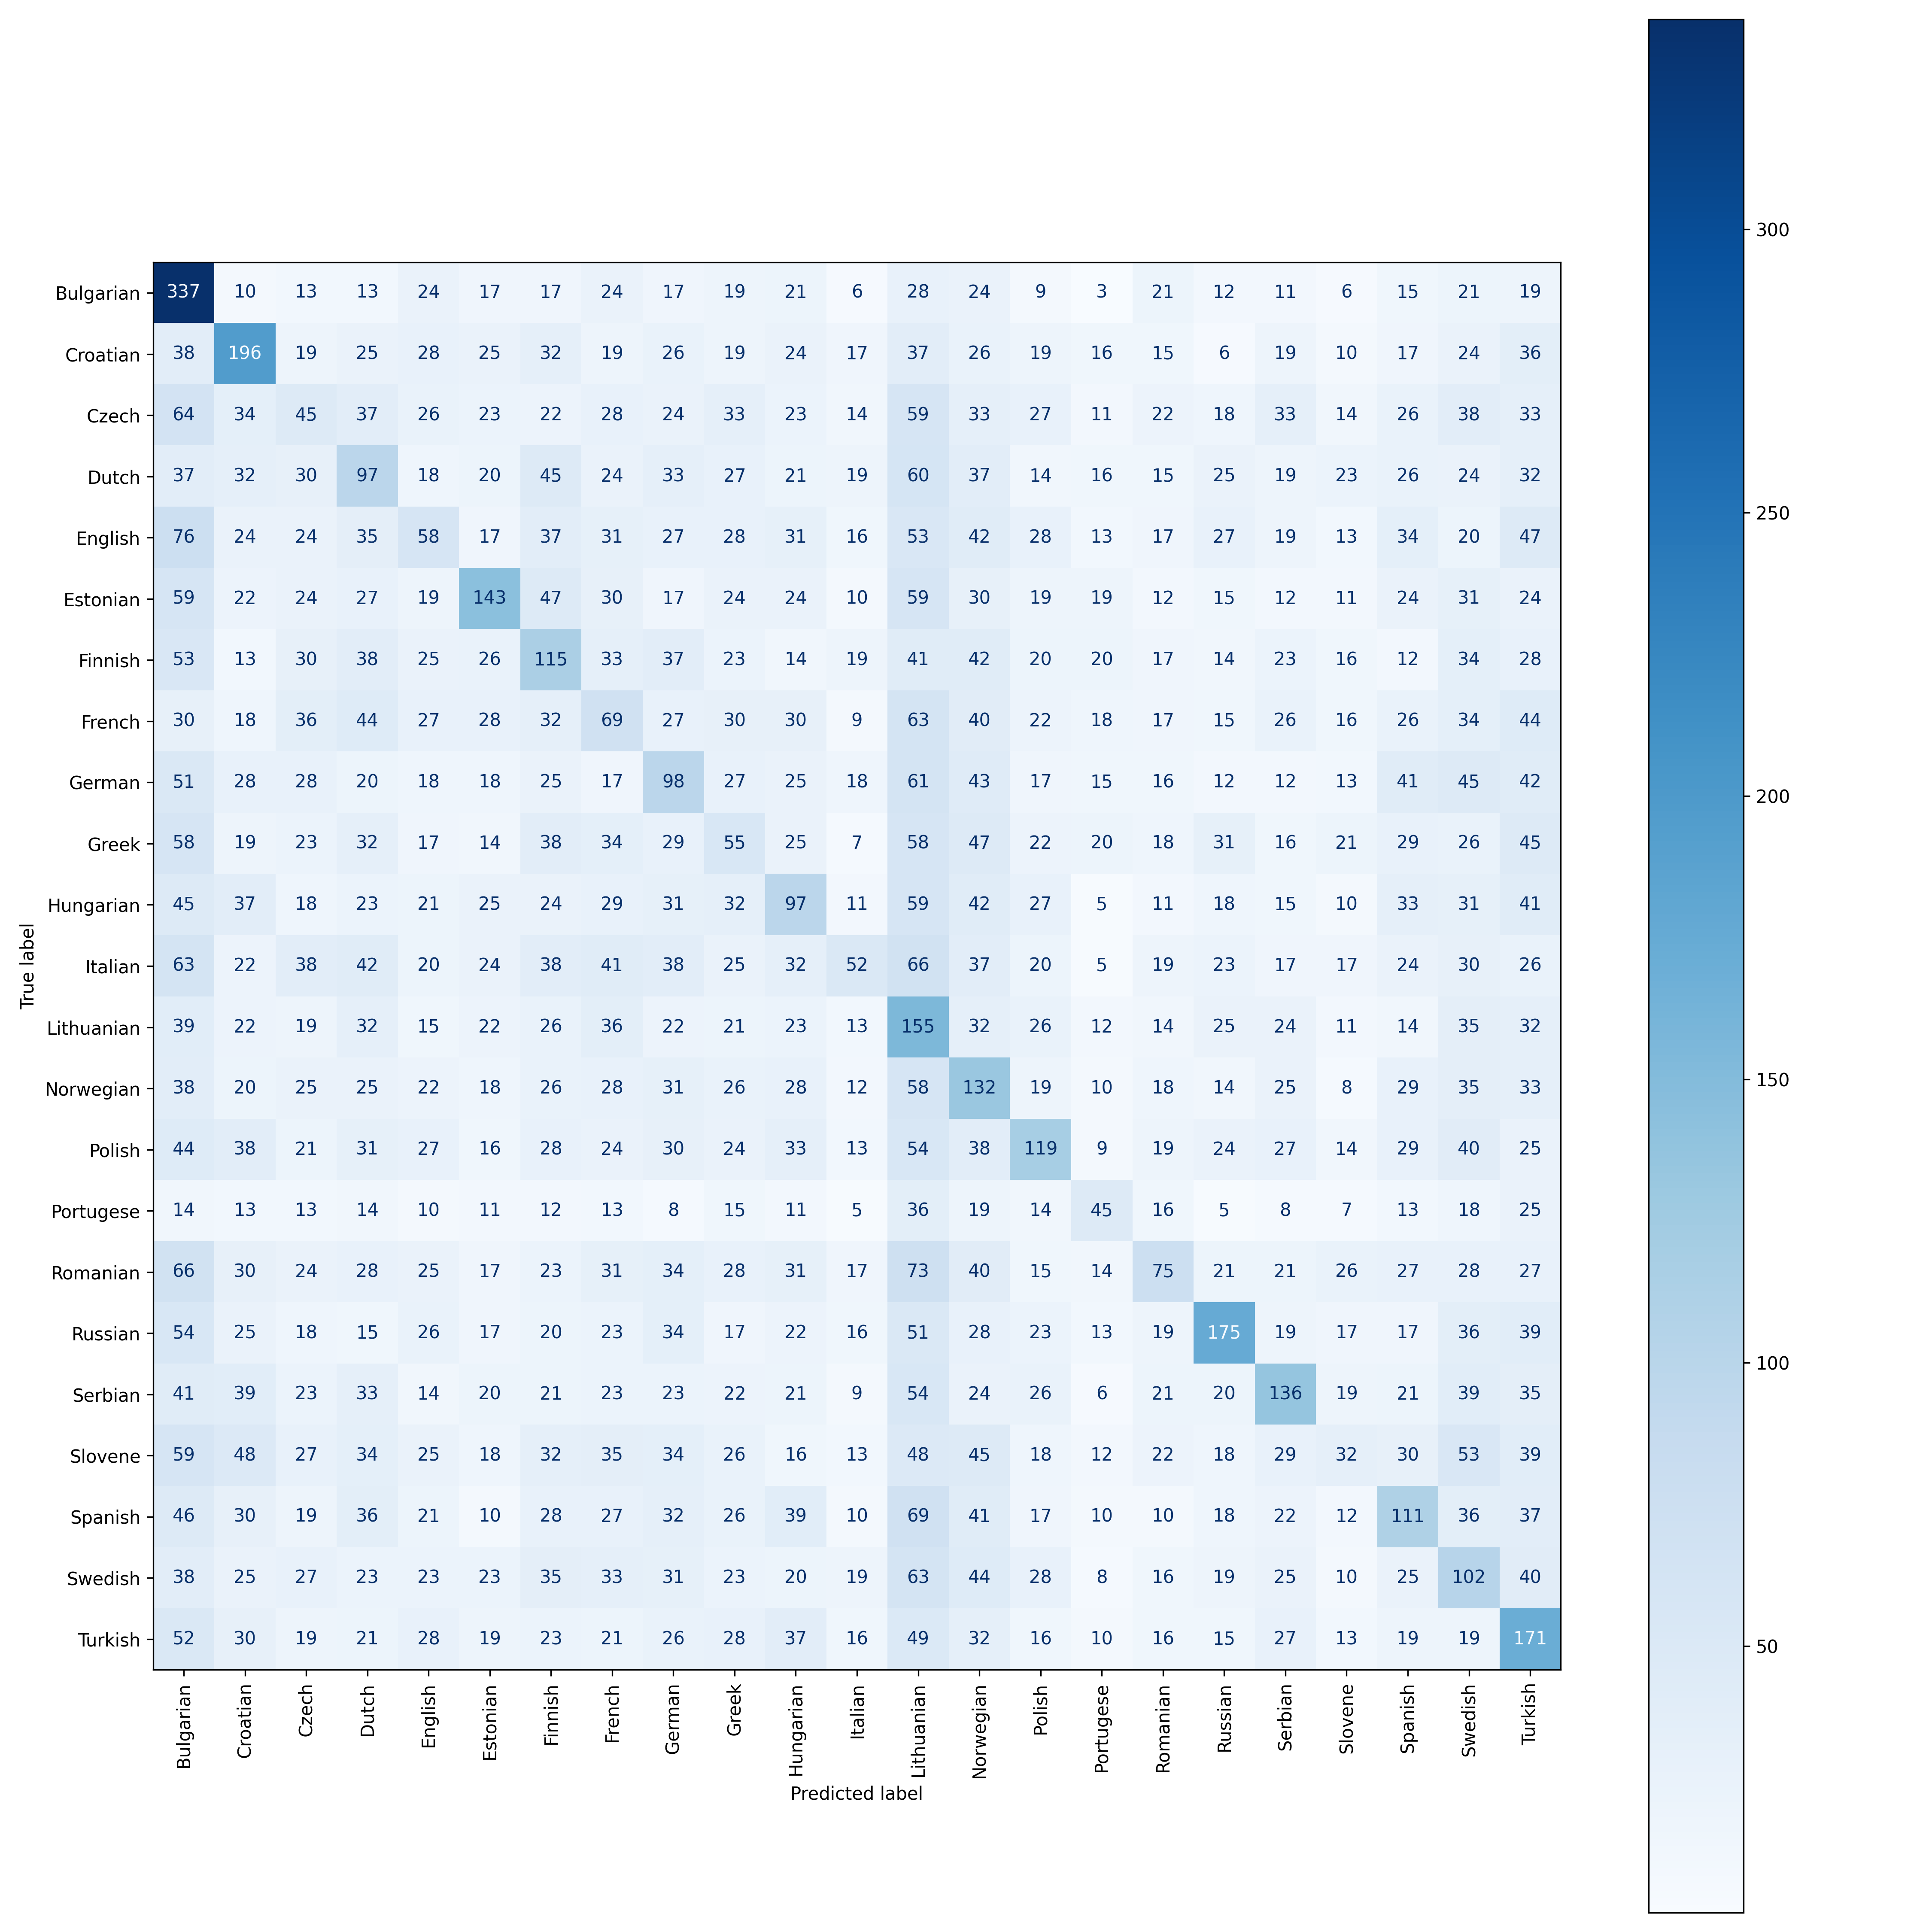 300
Bulgarian 337 10 13 13 24 17 17 24 17 19 21 6 28 24 9 3 21 12 11 6 15 21 19
Croatian 38 196 19 25 28 25 32 19 26 19 24 17 37 26 19 16 15 6 19 10 17 24 36
Czech 64 34 45 37 26 23 22 28 24 33 23 14 59 33 27 11 22 18 33 14 26 38 33
Dutch 37 32 30 97 18 20 45 24 33 27 21 19 60 37 14 16 15 25 19 23 26 24 32
250
English 76 24 24 35 58 17 37 31 27 28 31 16 53 42 28 13 17 27 19 13 34 20 47
Estonian 59 22 24 27 19 143 47 30 17 24 24 10 59 30 19 19 12 15 12 11 24 31 24
Finnish 53 13 30 38 25 26 115 33 37 23 14 19 41 42 20 20 17 14 23 16 12 34 28
French 30 18 36 44 27 28 32 69 27 30 30 9 63 40 22 18 17 15 26 16 26 34 44
German 51 28 28 20 18 18 25 17 98 27 25 18 61 43 17 15 16 12 12 13 41 45 42
200
Greek 58 19 23 32 17 14 38 34 29 55 25 7 58 47 22 20 18 31 16 21 29 26 45
Hungarian 45 37 18 23 21 25 24 29 31 32 97 11 59 42 27 5 11 18 15 10 33 31 41
True label
Italian 63 22 38 42 20 24 38 41 38 25 32 52 66 37 20 5 19 23 17 17 24 30 26
Lithuanian 39 22 19 32 15 22 26 36 22 21 23 13 155 32 26 12 14 25 24 11 14 35 32
150
Norwegian 38 20 25 25 22 18 26 28 31 26 28 12 58 132 19 10 18 14 25 8 29 35 33
Polish 44 38 21 31 27 16 28 24 30 24 33 13 54 38 119 9 19 24 27 14 29 40 25
Portugese 14 13 13 14 10 11 12 13 8 15 11 5 36 19 14 45 16 5 8 7 13 18 25
Romanian 66 30 24 28 25 17 23 31 34 28 31 17 73 40 15 14 75 21 21 26 27 28 27
Russian 54 25 18 15 26 17 20 23 34 17 22 16 51 28 23 13 19 175 19 17 17 36 39
100
Serbian 41 39 23 33 14 20 21 23 23 22 21 9 54 24 26 6 21 20 136 19 21 39 35
Slovene 59 48 27 34 25 18 32 35 34 26 16 13 48 45 18 12 22 18 29 32 30 53 39
Spanish 46 30 19 36 21 10 28 27 32 26 39 10 69 41 17 10 10 18 22 12 111 36 37
Swedish 38 25 27 23 23 23 35 33 31 23 20 19 63 44 28 8 16 19 25 10 25 102 40
Turkish 52 30 19 21 28 19 23 21 26 28 37 16 49 32 16 10 16 15 27 13 19 19 171
50
Bulgarian Croatian Czech Dutch English Estonian Finnish French German Greek Hungarian Italian Lithuanian Norwegian Polish Portugese Romanian Russian Serbian Slovene Spanish Swedish Turkish
Predicted label